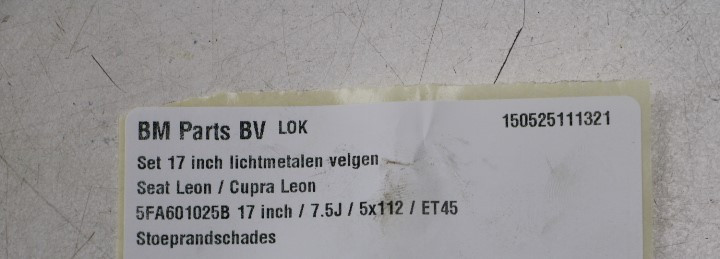 BM Parts BV LOK 150525111321
Set 17 inch lichtmetalen velgen
Seat Leon / Cupra Leon
5FA601025B 17 inch / 7.5J / 5x112 / ET45
Stoeprandschades